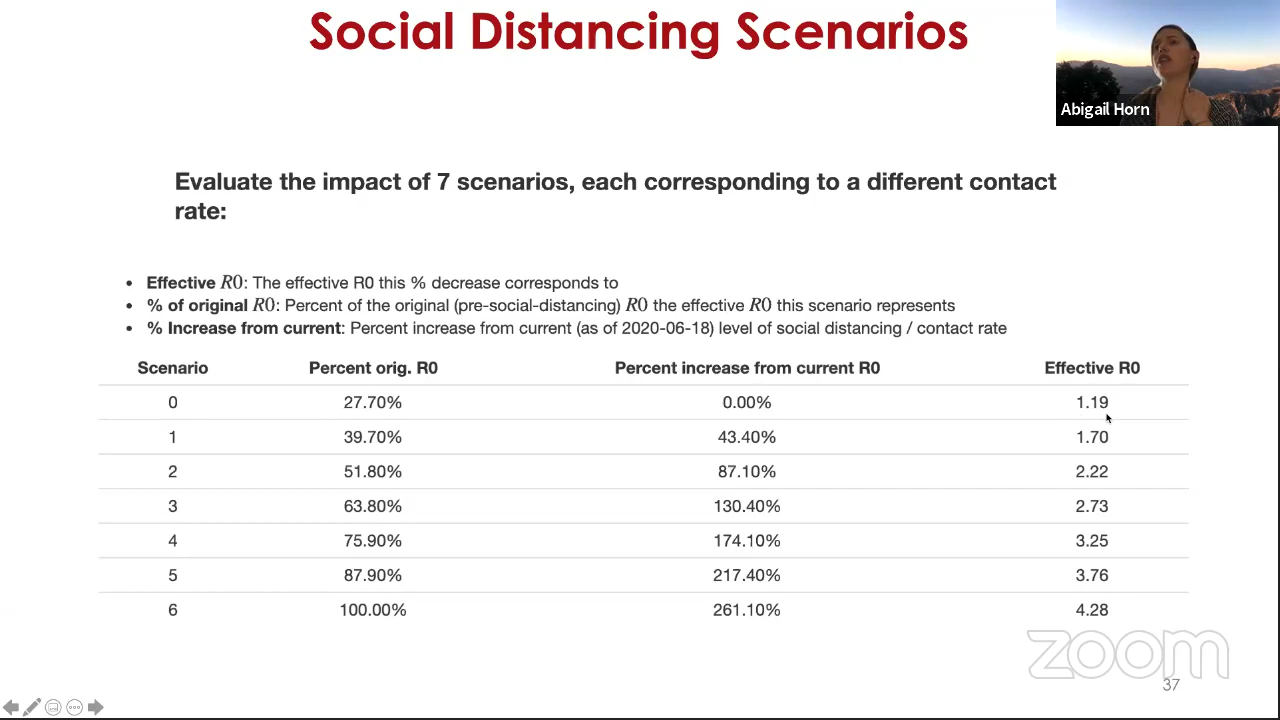 Social Distancing Scenarios
Abigail Horn
Evaluate the impact of 7 scenarios, each corresponding to a different contact
rate:
• Effective R0: The effective R0 this % decrease corresponds to
• % of original R0: Percent of the original (pre-social-distancing) R0 the effective R0 this scenario represents
• % Increase from current: Percent increase from current (as of 2020-06-18) level of social distancing / contact rate
Scenario Percent orig. R0 Percent increase from current R0 Effective R0
0 27.70% 0.00% 1.19
1 39.70% 43.40% 1.70
2 51.80% 87.10% 2.22
3 63.80% 130.40% 2.73
4 75.90% 174.10% 3.25
5 87.90% 217.40% 3.76
6 100.00% 261.10% 4.28
zoom
37